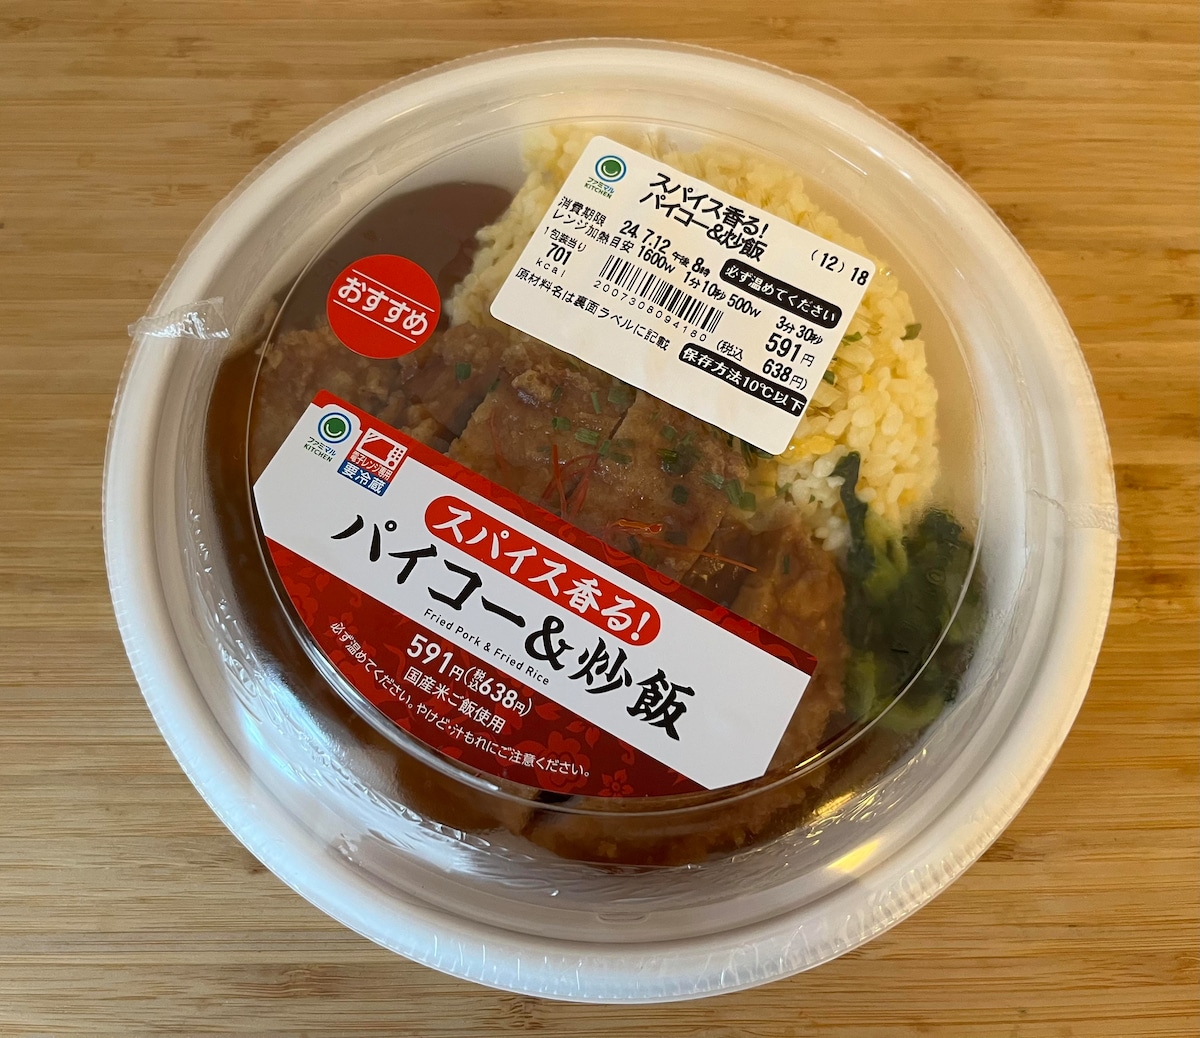 ファミマル
KITCHEN
スパイス香る!
パイコー&炒飯
(12) 18
消費期限 24.7.12 午後 8時 必ず温めてください
レンジ加熱目安 1600w 1分10秒 500w 3分30秒
1包装当り
701
kcal
2007308094180
591円
(税込 638円)
原材料名は裏面ラベルに記載 保存方法10℃以下
おすすめ
ファミマル
KITCHEN
電子レンジ専用
要冷蔵
スパイス香る!
パイコー&炒飯
Fried Pork & Fried Rice
591円(税込638円)
国産米ご飯使用
必ず温めてください。やけど・汁もれにご注意ください。